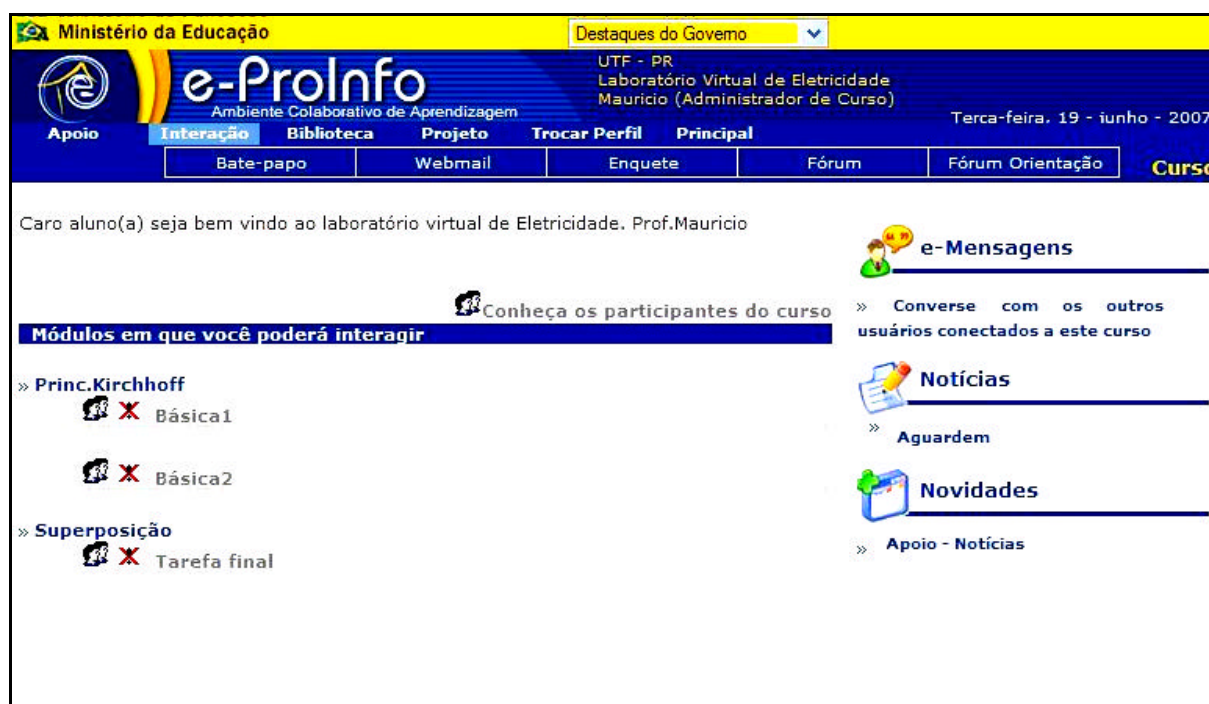 Ministério da Educação
Destaques do Governo
e-ProInfo
Ambiente Colaborativo de Aprendizagem
UTF - PR
Laboratório Virtual de Eletricidade
Mauricio (Administrador de Curso)
Terca-feira. 19 - iunho - 2007
Apoio Interação Biblioteca Projeto Trocar Perfil Principal
Bate-papo Webmail Enquete Fórum Fórum Orientação
Caro aluno(a) seja bem vindo ao laboratório virtual de Eletricidade. Prof.Mauricio
Conheça os participantes do curso
Módulos em que você poderá interagir
» Princ.Kirchhoff
Básica1
Básica2
» Superposição
Tarefa final
e-Mensagens
» Converse com os outros
usuários conectados a este curso
Notícias
» Aguardem
Novidades
» Apoio - Notícias